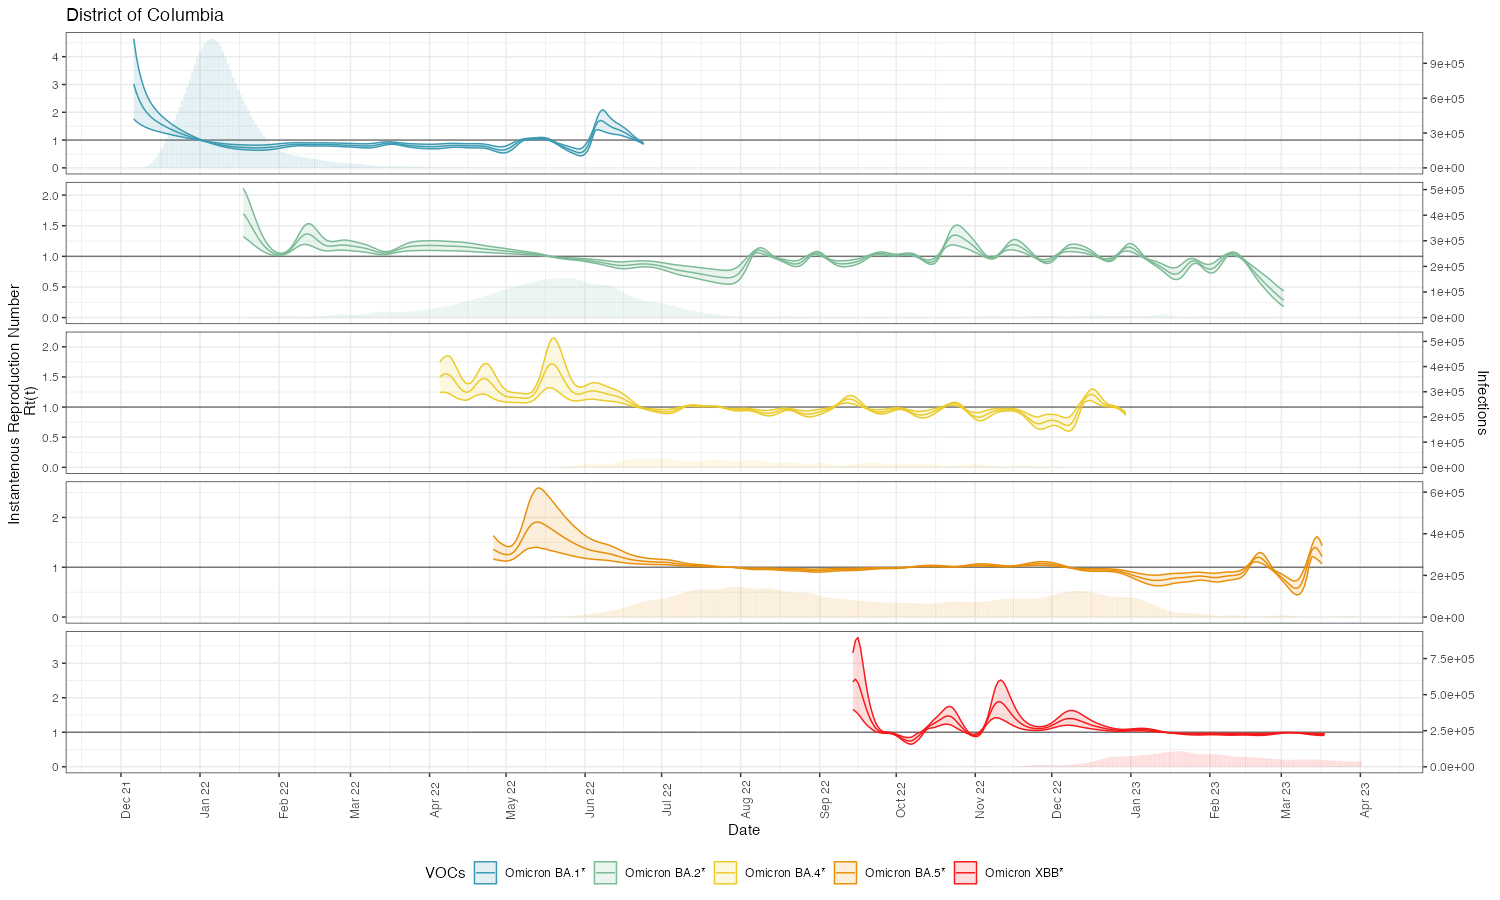 District of Columbia
4
3
2
1
0
9e+05
6e+05
3e+05
0e+00
2.0
1.5
1.0
0.5
0.0
5e+05
4e+05
3e+05
2e+05
1e+05
0e+00
2.0
1.5
1.0
0.5
0.0
5e+05
4e+05
3e+05
2e+05
1e+05
0e+00
2
1
0
6e+05
4e+05
2e+05
0e+00
3
2
1
0
7.5e+05
5.0e+05
2.5e+05
0.0e+00
Instantenous Reproduction Number
Rt(t)
Infections
Dec 21 Jan 22 Feb 22 Mar 22 Apr 22 May 22 Jun 22 Jul 22 Aug 22 Sep 22 Oct 22 Nov 22 Dec 22 Jan 23 Feb 23 Mar 23 Apr 23
Date
VOCs Omicron BA.1* Omicron BA.2* Omicron BA.4* Omicron BA.5* Omicron XBB*